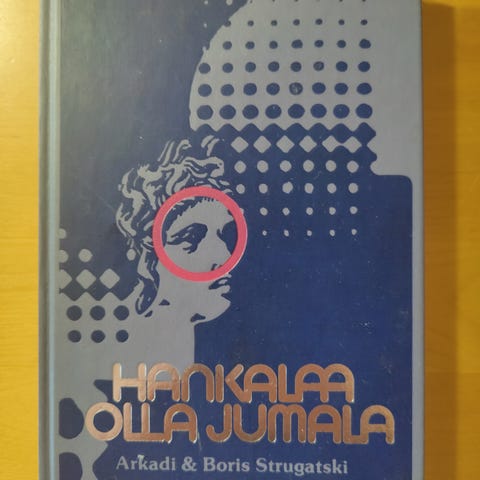 HANKALAA
OLLA JUMALA
Arkadi & Boris Strugatski